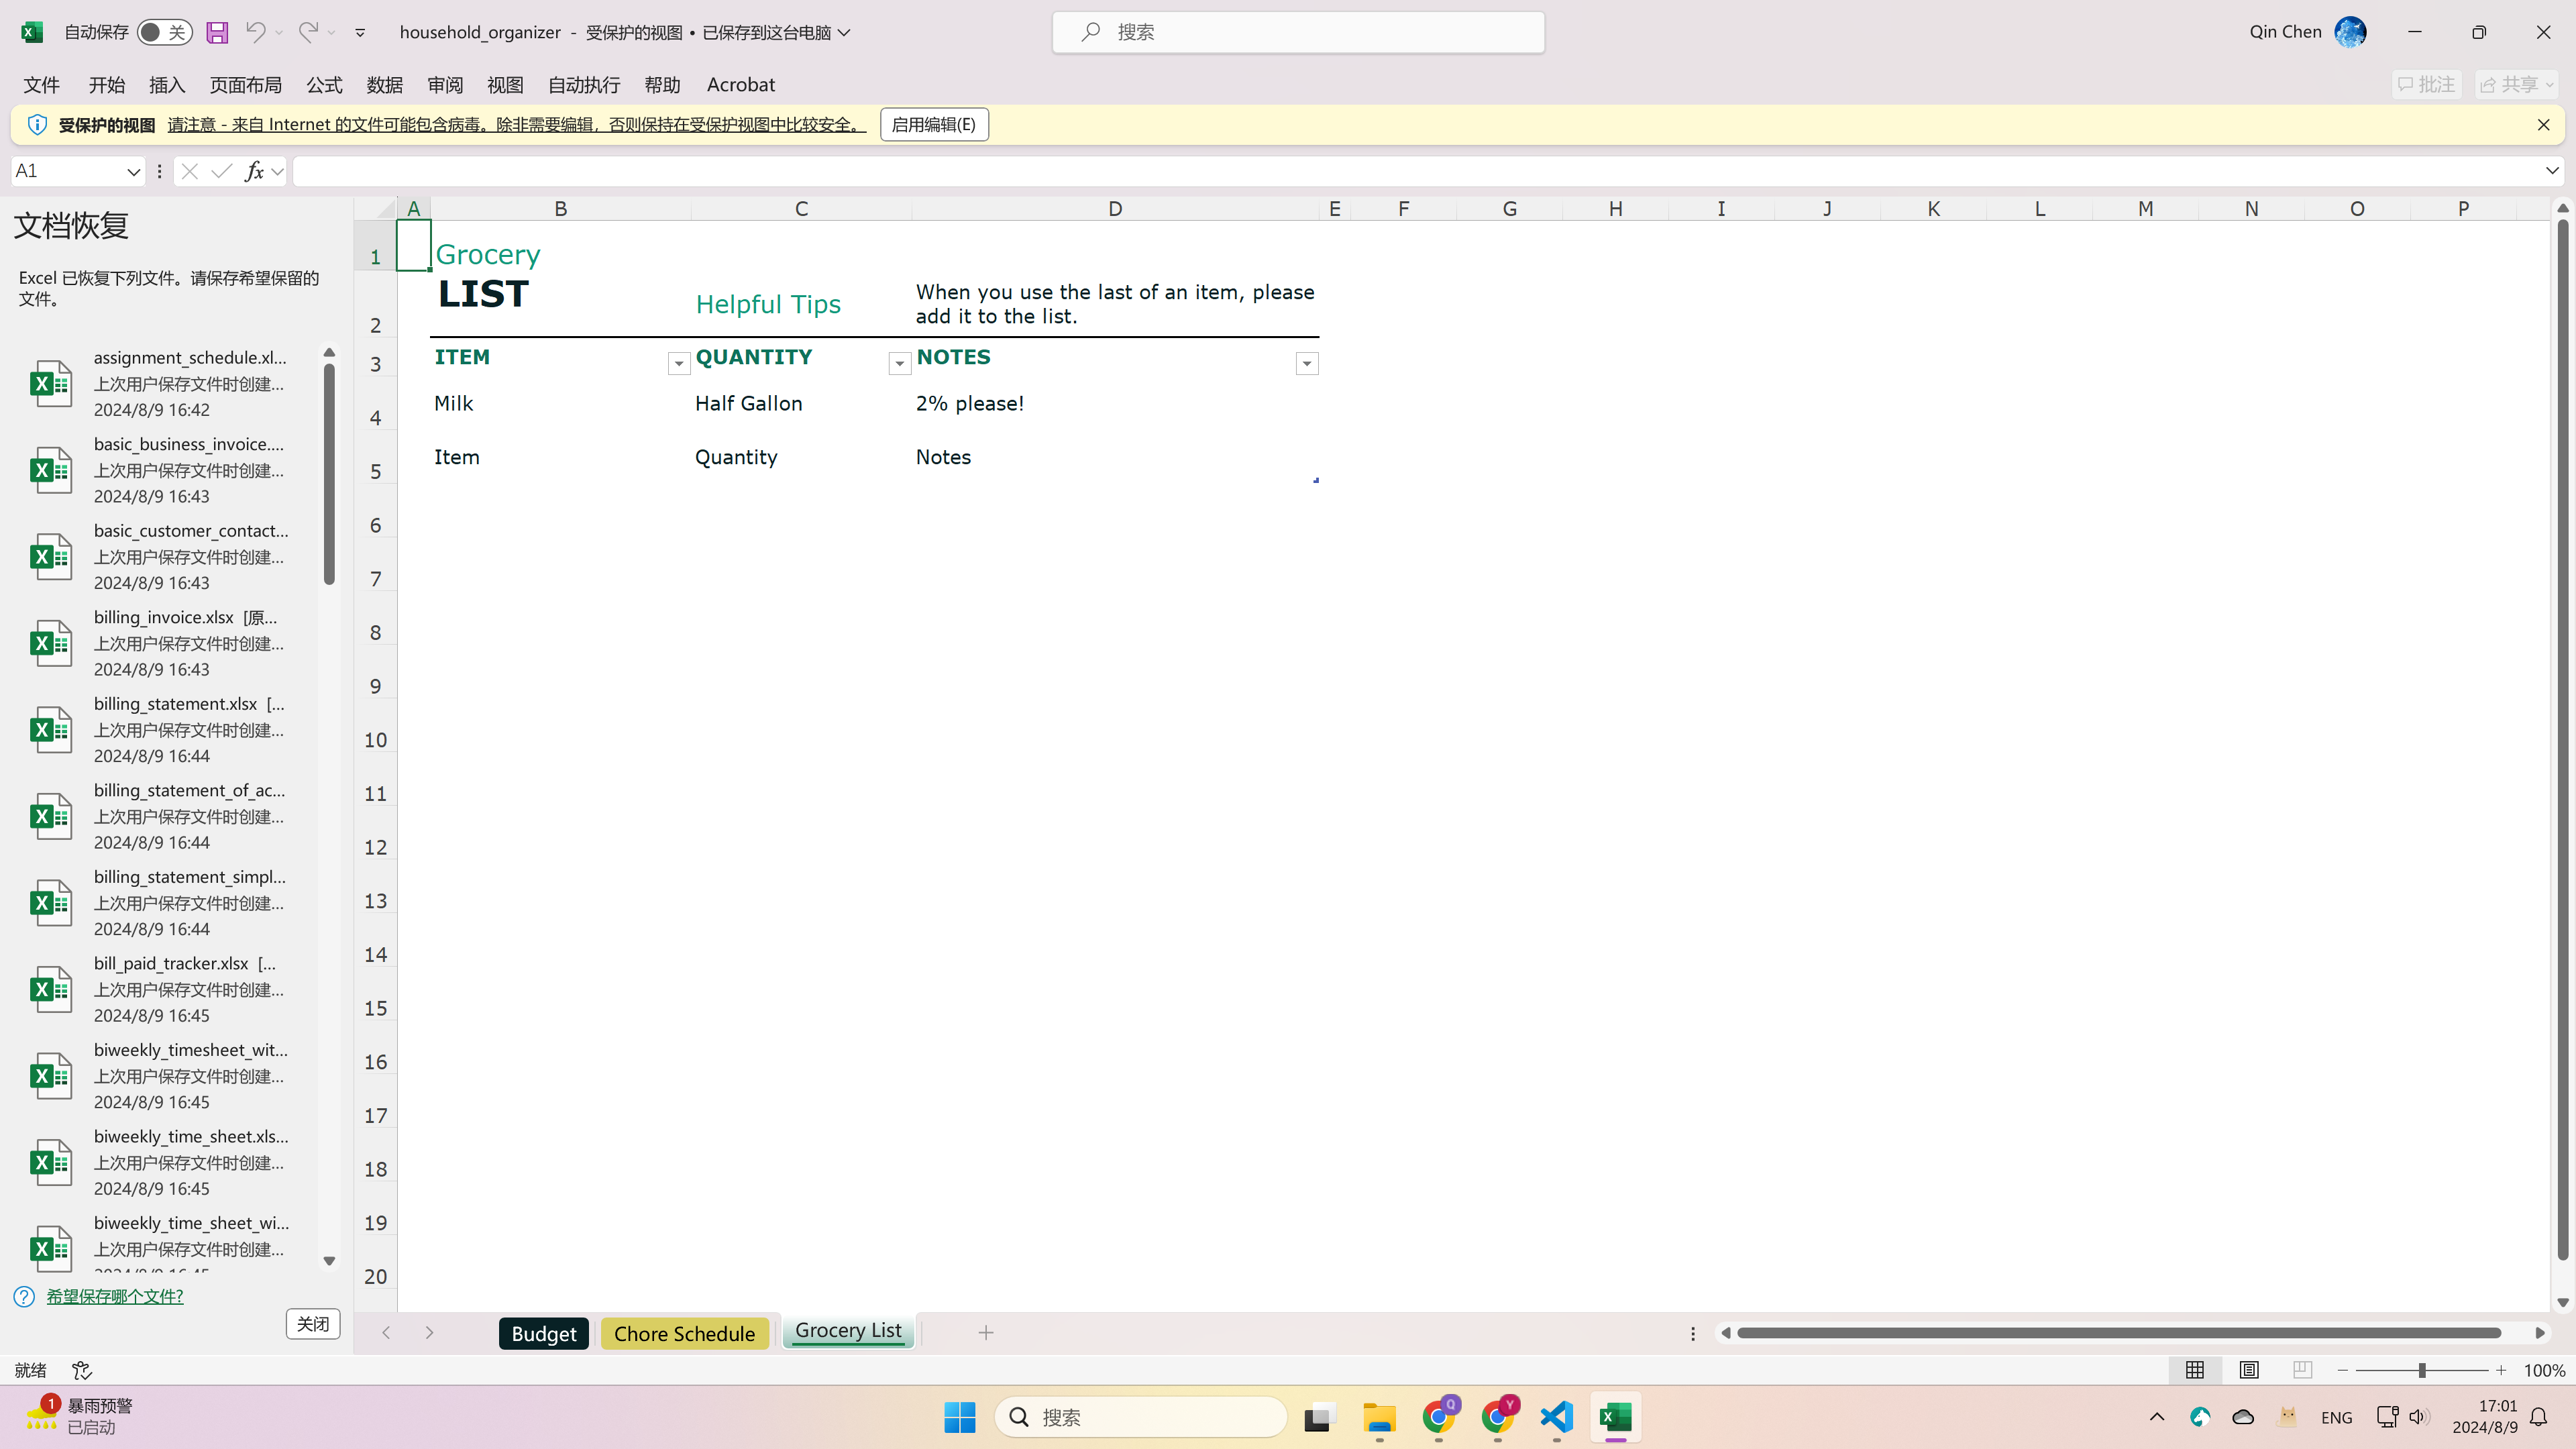 自动保存 关 household_organizer - 受保护的视图 • 已保存到这台电脑 搜索 Qin Chen
文件 开始 插入 页面布局 公式 数据 审阅 视图 自动执行 帮助 Acrobat 批注 共享
受保护的视图 请注意 - 来自 Internet 的文件可能包含病毒。除非需要编辑，否则保持在受保护视图中比较安全。 启用编辑(E)
A1 fx
文档恢复
Excel 已恢复下列文件。请保存希望保留的
文件。
assignment_schedule.xl...
上次用户保存文件时创建...
2024/8/9 16:42
basic_business_invoice....
上次用户保存文件时创建...
2024/8/9 16:43
basic_customer_contact...
上次用户保存文件时创建...
2024/8/9 16:43
billing_invoice.xlsx [原...
上次用户保存文件时创建...
2024/8/9 16:43
billing_statement.xlsx [...
上次用户保存文件时创建...
2024/8/9 16:44
billing_statement_of_ac...
上次用户保存文件时创建...
2024/8/9 16:44
billing_statement_simpl...
上次用户保存文件时创建...
2024/8/9 16:44
bill_paid_tracker.xlsx [...
上次用户保存文件时创建...
2024/8/9 16:45
biweekly_timesheet_wit...
上次用户保存文件时创建...
2024/8/9 16:45
biweekly_time_sheet.xls...
上次用户保存文件时创建...
2024/8/9 16:45
biweekly_time_sheet_wi...
上次用户保存文件时创建...
2024/8/9 16:45
希望保存哪个文件?
关闭
A B C D E F G H I J K L M N O P
1 Grocery
2 LIST Helpful Tips When you use the last of an item, please
add it to the list.
3 ITEM QUANTITY NOTES
4 Milk Half Gallon 2% please!
5 Item Quantity Notes
6
7
8
9
10
11
12
13
14
15
16
17
18
19
20
Budget Chore Schedule Grocery List
就绪 100%
1 暴雨预警
已启动
搜索 Q Y ENG
17:01
2024/8/9